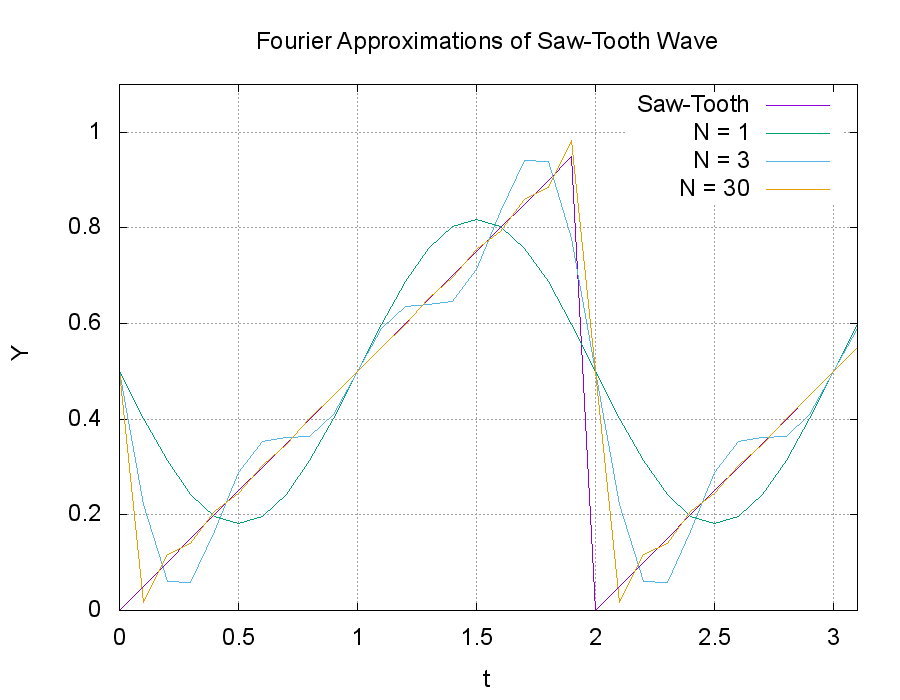 Fourier Approximations of Saw-Tooth Wave
Saw-Tooth
N = 1
N = 3
N = 30
1
0.8
0.6
0.4
0.2
0
Y
0 0.5 1 1.5 2 2.5 3
t